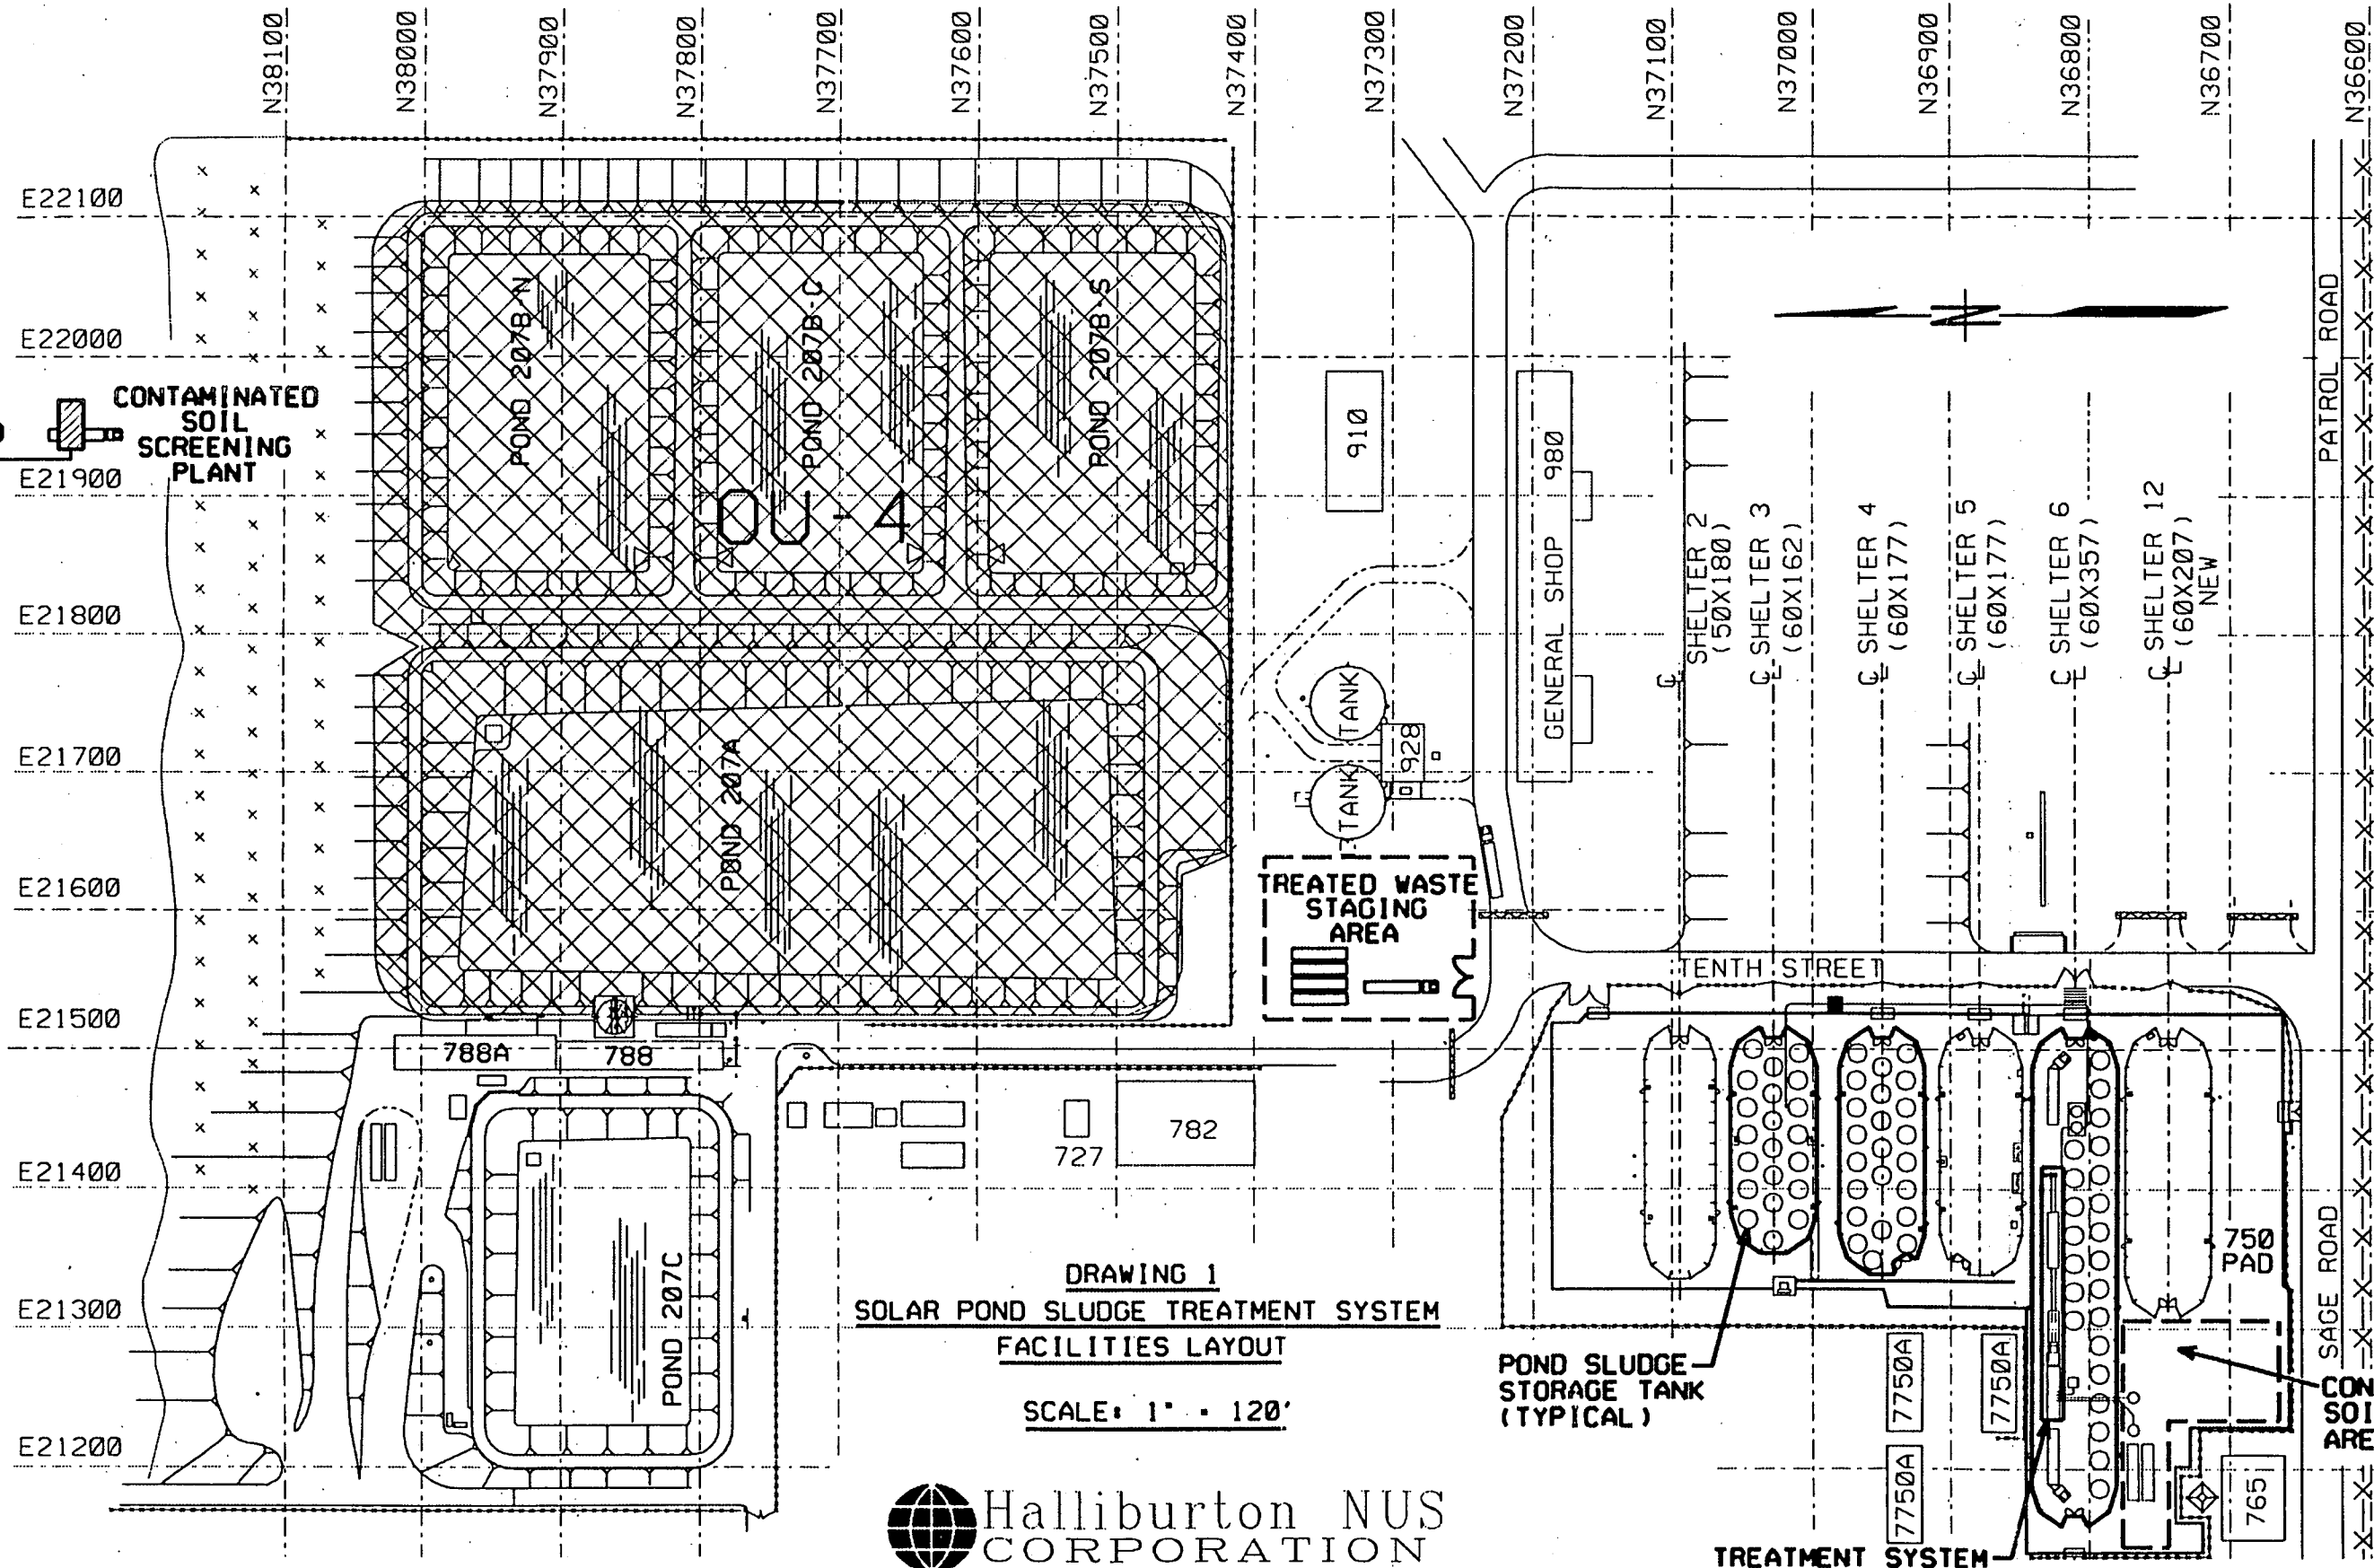 N38100
N38000
N37900
N37800
N37700
N37600
N37500
N37400
N37300
N37200
N37100
N37000
N36900
N36800
N36700
N36600
E22100
E22000
E21900
E21800
E21700
E21600
E21500
E21400
E21300
E21200
CONTAMINATED
SOIL
SCREENING
PLANT
POND 207B-N
POND 207B-C
POND 207B-S
OU-4
POND 207A
910
GENERAL SHOP 980
TANK
TANK
928
PATROL ROAD
SHELTER 2
(50X180)
SHELTER 3
(60X162)
SHELTER 4
(60X177)
SHELTER 5
(60X177)
SHELTER 6
(60X357)
SHELTER 12
(60X207)
NEW
TREATED WASTE
STAGING
AREA
TENTH STREET
788A
788
727
782
POND 207C
750
PAD
SAGE ROAD
DRAWING 1
SOLAR POND SLUDGE TREATMENT SYSTEM
FACILITIES LAYOUT
SCALE: 1" = 120'
POND SLUDGE
STORAGE TANK
(TYPICAL)
7750A
7750A
7750A
765
CON
SOI
ARE
TREATMENT SYSTEM
Halliburton NUS
CORPORATION